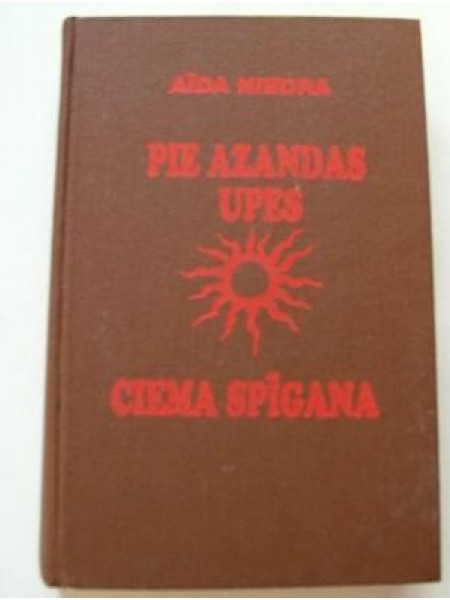 AĪDA NIEDRA
PIE AZANDAS
UPES
CIEMA SPĪGANA